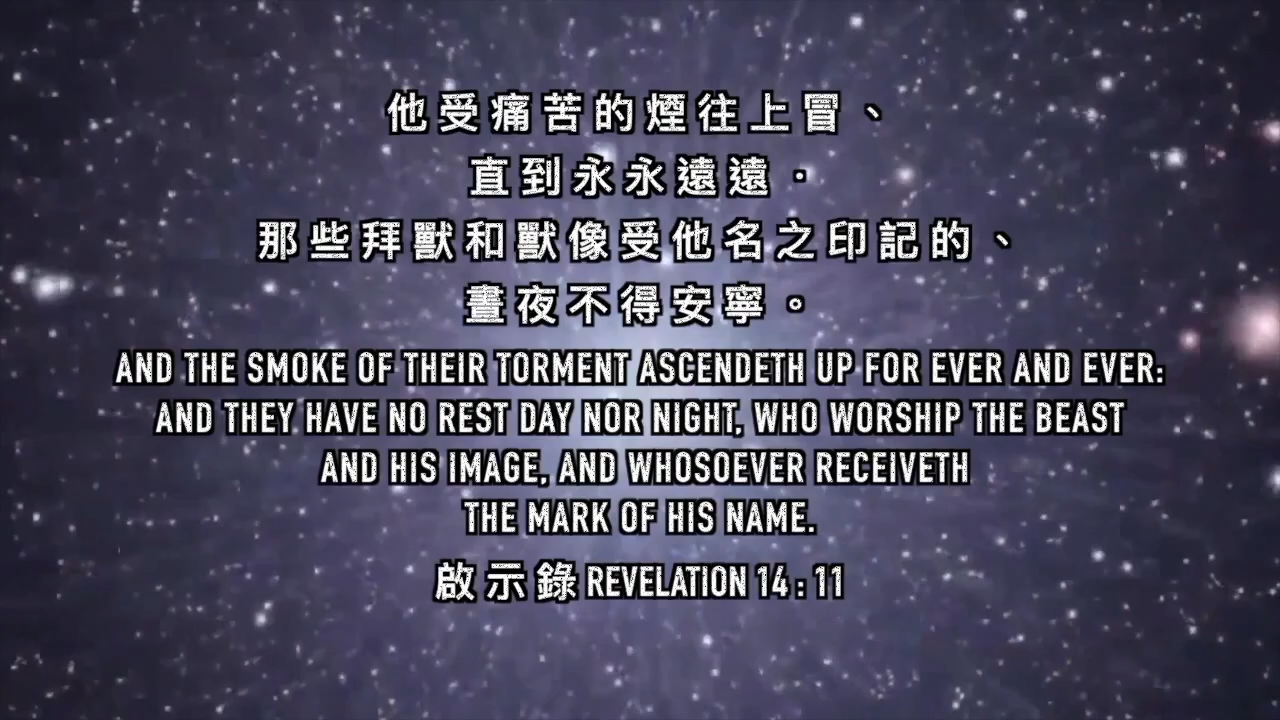 他受痛苦的煙往上冒、
直到永永遠遠．
那些拜獸和獸像受他名之印記的、
晝夜不得安寧。
AND THE SMOKE OF THEIR TORMENT ASCENDETH UP FOR EVER AND EVER:
AND THEY HAVE NO REST DAY NOR NIGHT, WHO WORSHIP THE BEAST
AND HIS IMAGE, AND WHOSOEVER RECEIVETH
THE MARK OF HIS NAME.
啟示錄 REVELATION 14 : 11